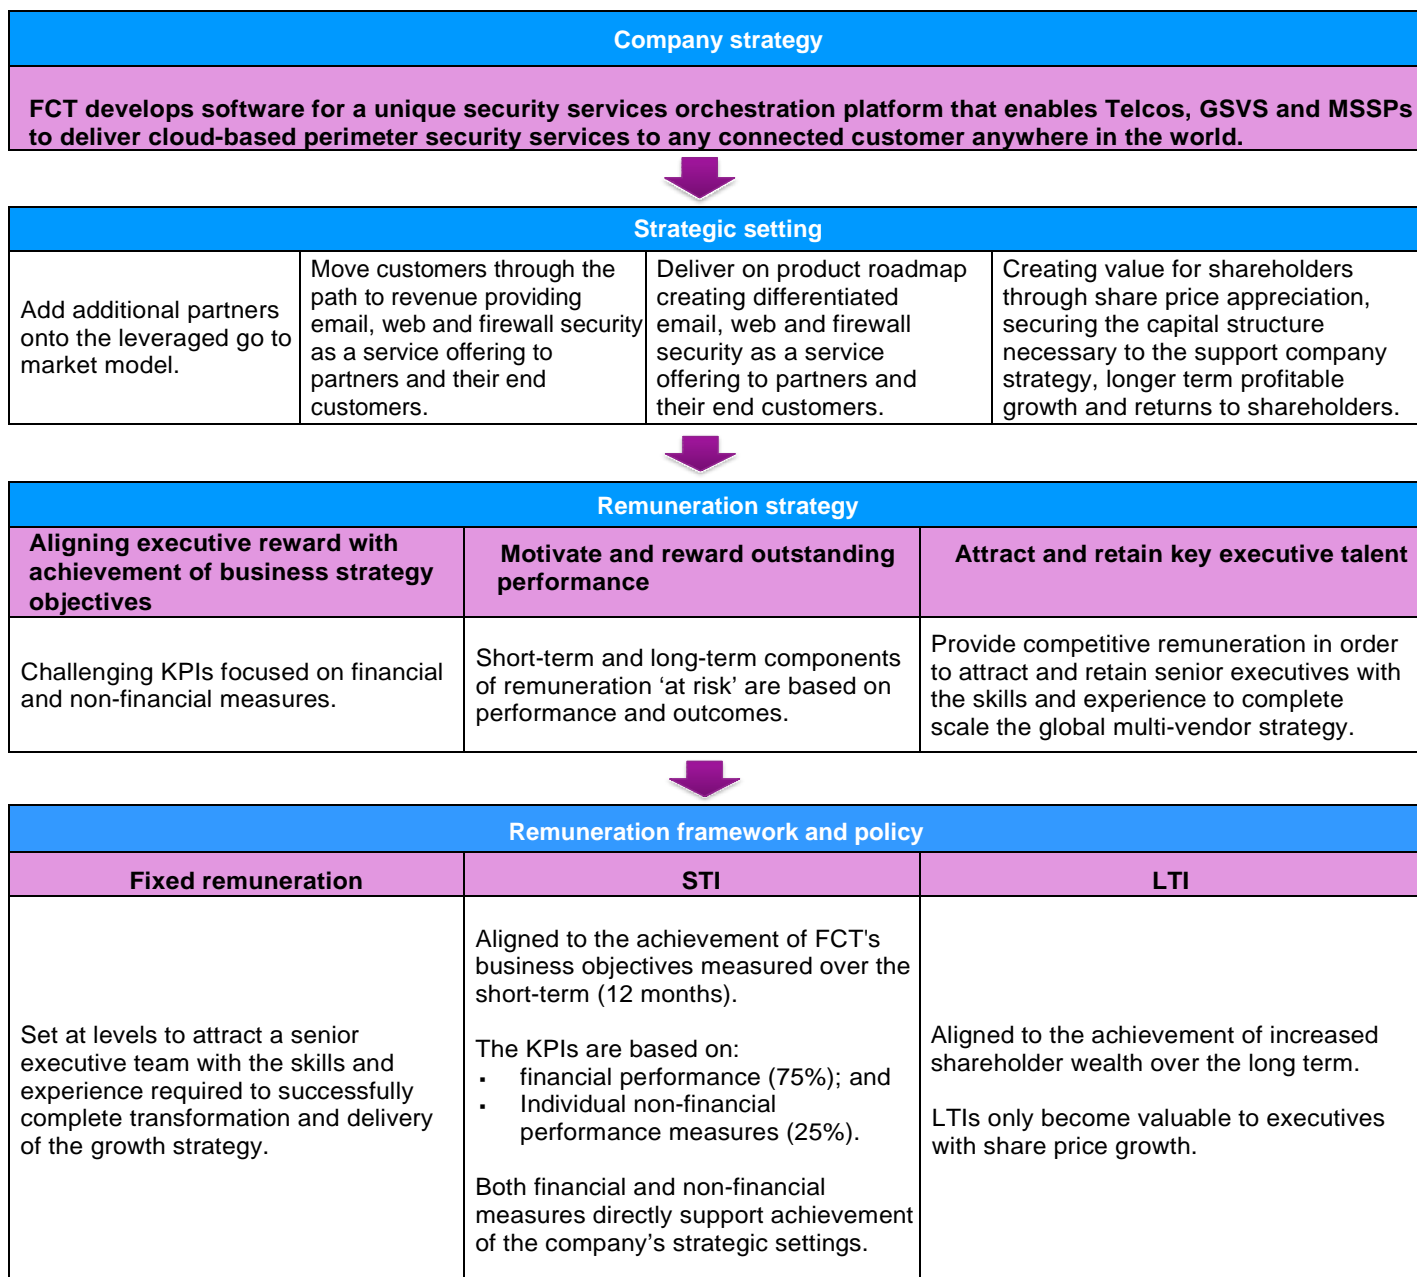 Company strategy
FCT develops software for a unique security services orchestration platform that enables Telcos, GSVS and MSSPs
to deliver cloud-based perimeter security services to any connected customer anywhere in the world.
Strategic setting
Add additional partners
onto the leveraged go to
market model.
Move customers through the
path to revenue providing
email, web and firewall security
as a service offering to
partners and their end
customers.
Deliver on product roadmap
creating differentiated
email, web and firewall
security as a service
offering to partners and
their end customers.
Creating value for shareholders
through share price appreciation,
securing the capital structure
necessary to the support company
strategy, longer term profitable
growth and returns to shareholders.
Remuneration strategy
Aligning executive reward with
achievement of business strategy
objectives
Motivate and reward outstanding
performance
Attract and retain key executive talent
Challenging KPIs focused on financial
and non-financial measures.
Short-term and long-term components
of remuneration ‘at risk’ are based on
performance and outcomes.
Provide competitive remuneration in order
to attract and retain senior executives with
the skills and experience to complete
scale the global multi-vendor strategy.
Remuneration framework and policy
Fixed remuneration
STI
LTI
Set at levels to attract a senior
executive team with the skills and
experience required to successfully
complete transformation and delivery
of the growth strategy.
Aligned to the achievement of FCT's
business objectives measured over the
short-term (12 months).
The KPIs are based on:
▪ financial performance (75%); and
▪ Individual non-financial
performance measures (25%).
Both financial and non-financial
measures directly support achievement
of the company’s strategic settings.
Aligned to the achievement of increased
shareholder wealth over the long term.
LTIs only become valuable to executives
with share price growth.